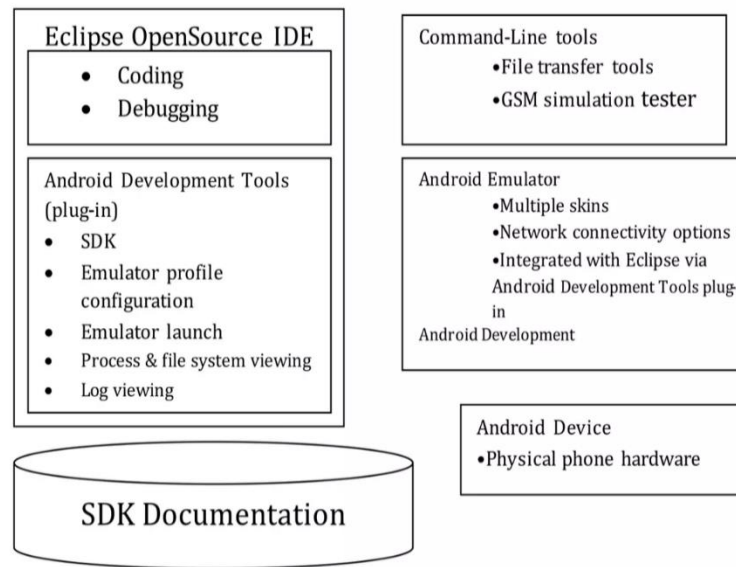 Eclipse OpenSource IDE
● Coding
● Debugging
Android Development Tools
(plug-in)
● SDK
● Emulator profile
configuration
● Emulator launch
● Process & file system viewing
● Log viewing
SDK Documentation
Command-Line tools
•File transfer tools
•GSM simulation tester
Android Emulator
•Multiple skins
•Network connectivity options
•Integrated with Eclipse via
Android Development Tools plug-
in
Android Development
Android Device
•Physical phone hardware